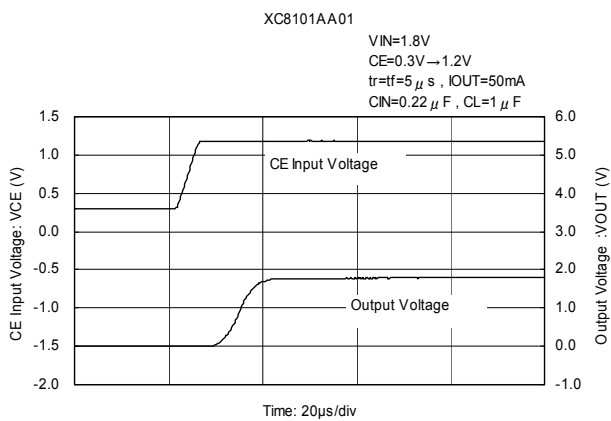 XC8101AA01
VIN=1.8V
CE=0.3V→1.2V
tr=tf=5μs , IOUT=50mA
CIN=0.22μF , CL=1μF
CE Input Voltage: VCE (V)
1.5
1.0
0.5
0.0
-0.5
-1.0
-1.5
-2.0
CE Input Voltage
Output Voltage
6.0
5.0
4.0
3.0
2.0
1.0
0.0
-1.0
Output Voltage :VOUT (V)
Time: 20μs/div